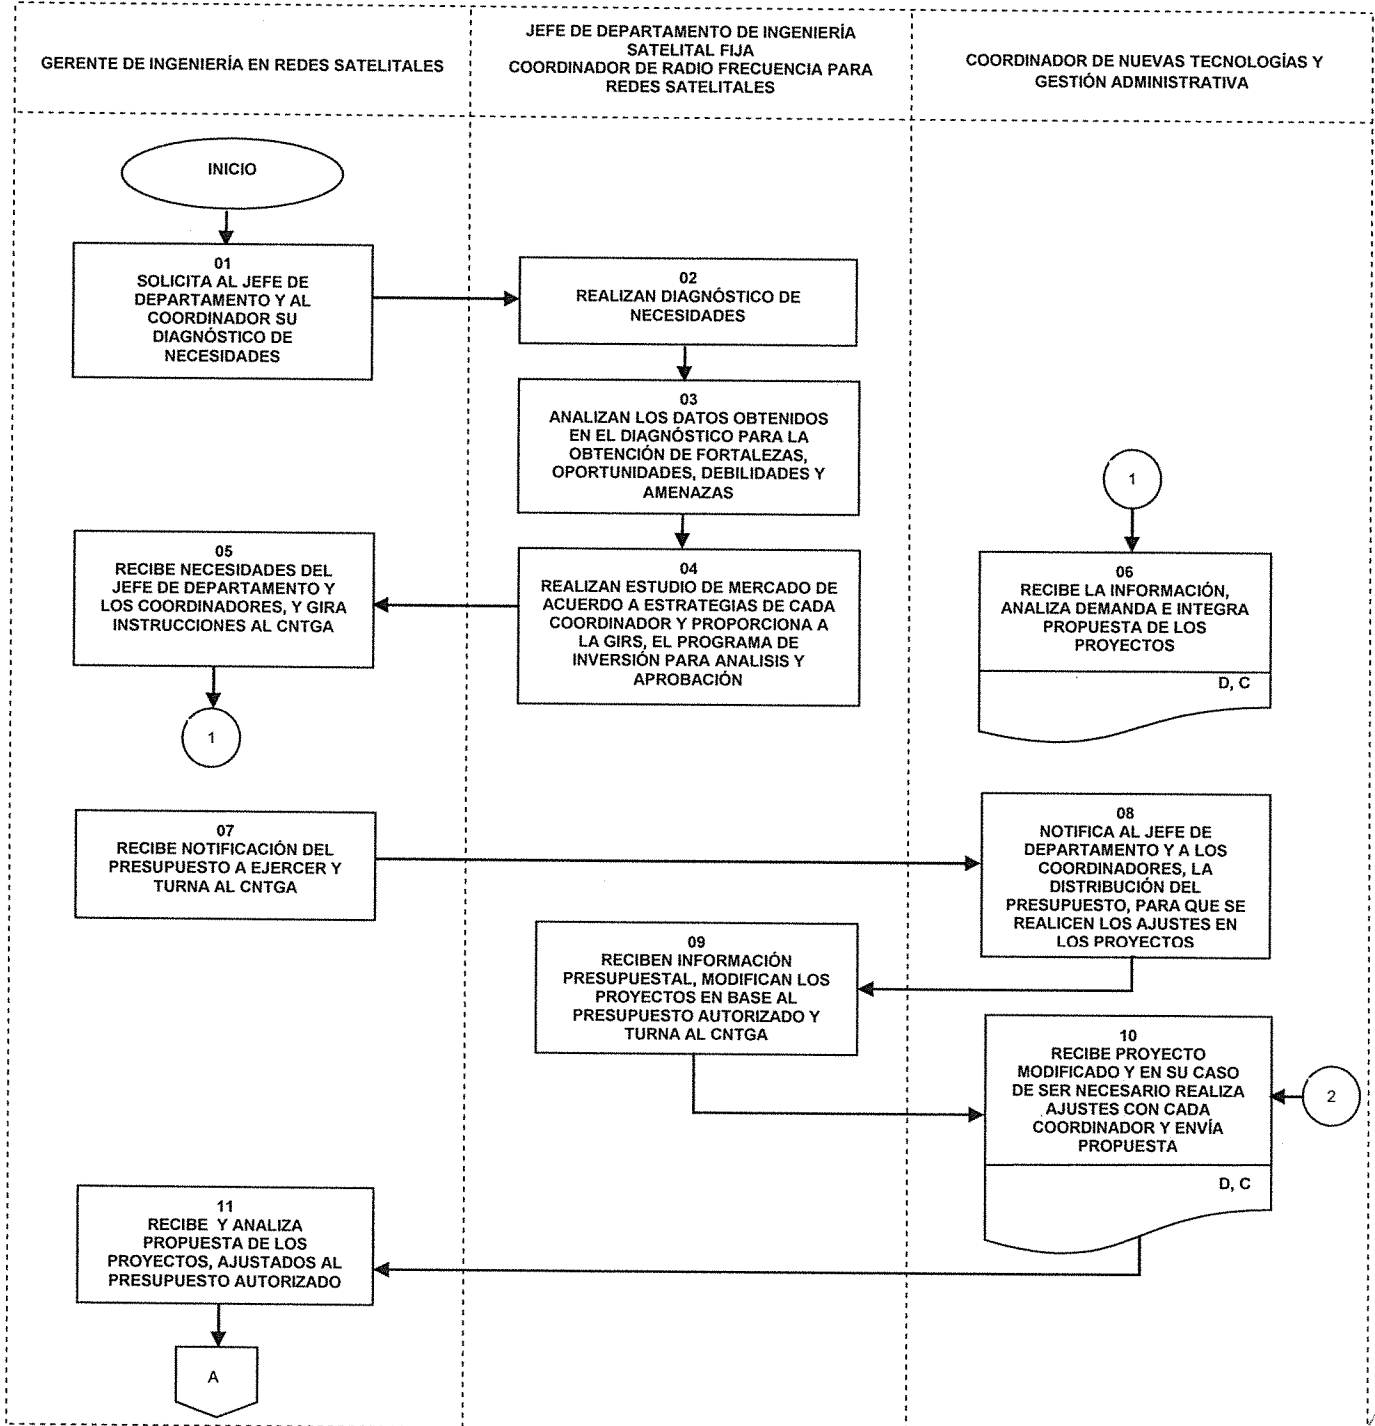 GERENTE DE INGENIERÍA EN REDES SATELITALES
JEFE DE DEPARTAMENTO DE INGENIERÍA
SATELITAL FIJA
COORDINADOR DE RADIO FRECUENCIA PARA
REDES SATELITALES
COORDINADOR DE NUEVAS TECNOLOGÍAS Y
GESTIÓN ADMINISTRATIVA
INICIO
01
SOLICITA AL JEFE DE
DEPARTAMENTO Y AL
COORDINADOR SU
DIAGNÓSTICO DE
NECESIDADES
02
REALIZAN DIAGNÓSTICO DE
NECESIDADES
03
ANALIZAN LOS DATOS OBTENIDOS
EN EL DIAGNÓSTICO PARA LA
OBTENCIÓN DE FORTALEZAS,
OPORTUNIDADES, DEBILIDADES Y
AMENAZAS
04
REALIZAN ESTUDIO DE MERCADO DE
ACUERDO A ESTRATEGIAS DE CADA
COORDINADOR Y PROPORCIONA A
LA GIRS, EL PROGRAMA DE
INVERSIÓN PARA ANALISIS Y
APROBACIÓN
05
RECIBE NECESIDADES DEL
JEFE DE DEPARTAMENTO Y
LOS COORDINADORES, Y GIRA
INSTRUCCIONES AL CNTGA
1
1
06
RECIBE LA INFORMACIÓN,
ANALIZA DEMANDA E INTEGRA
PROPUESTA DE LOS
PROYECTOS
D, C
07
RECIBE NOTIFICACIÓN DEL
PRESUPUESTO A EJERCER Y
TURNA AL CNTGA
08
NOTIFICA AL JEFE DE
DEPARTAMENTO Y A LOS
COORDINADORES, LA
DISTRIBUCIÓN DEL
PRESUPUESTO, PARA QUE SE
REALICEN LOS AJUSTES EN
LOS PROYECTOS
09
RECIBEN INFORMACIÓN
PRESUPUESTAL, MODIFICAN LOS
PROYECTOS EN BASE AL
PRESUPUESTO AUTORIZADO Y
TURNA AL CNTGA
10
RECIBE PROYECTO
MODIFICADO Y EN SU CASO
DE SER NECESARIO REALIZA
AJUSTES CON CADA
COORDINADOR Y ENVÍA
PROPUESTA
D, C
2
11
RECIBE Y ANALIZA
PROPUESTA DE LOS
PROYECTOS, AJUSTADOS AL
PRESUPUESTO AUTORIZADO
A